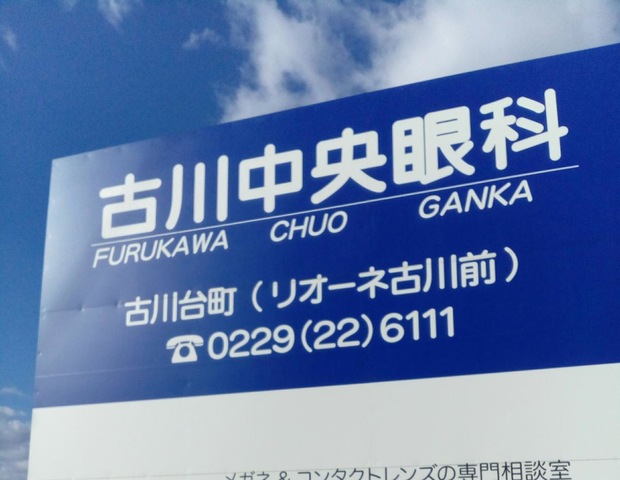 古川中央眼科
FURUKAWA CHUO GANKA
古川台町(リオーネ古川前)
☎0229(22)6111
メガネ&コンタクトレンズの専門相談室